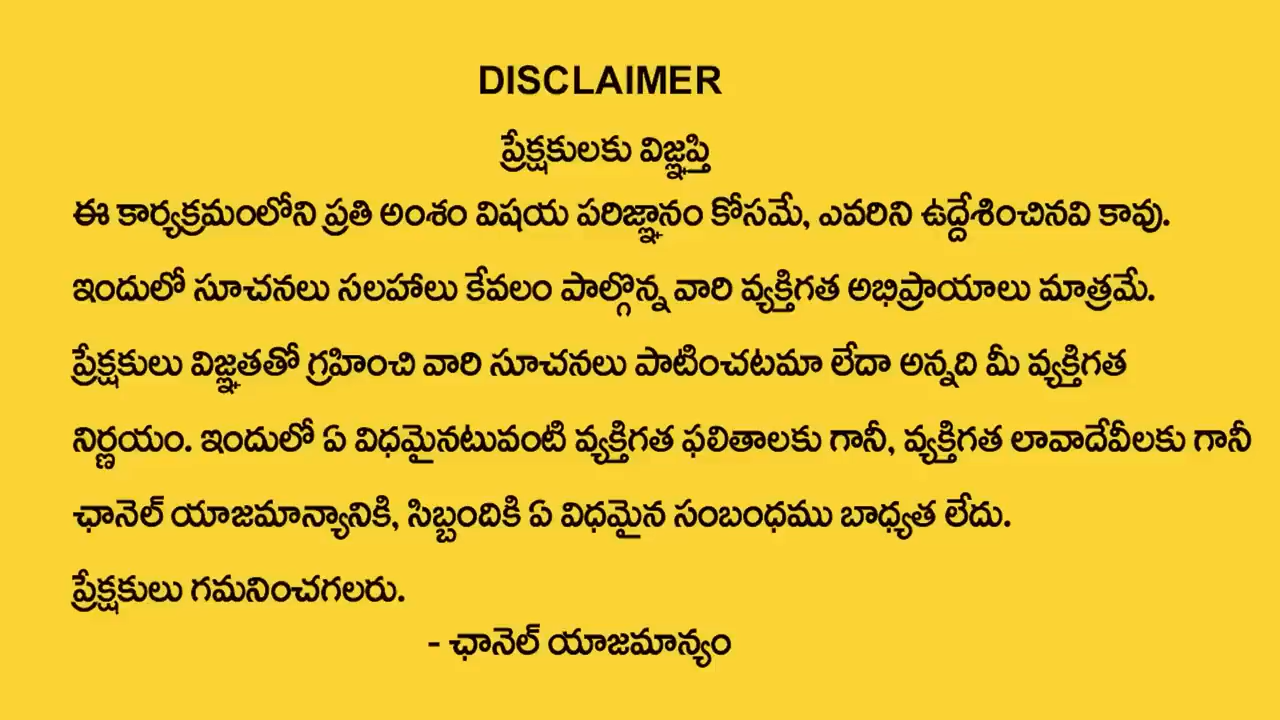 DISCLAIMER
ప్రేక్షకులకు విజ్ఞప్తి
ఈ కార్యక్రమంలోని ప్రతి అంశం విషయ పరిజ్ఞానం కోసమే, ఎవరిని ఉద్దేశించినవి కావు.
ఇందులో సూచనలు సలహాలు కేవలం పాల్గొన్న వారి వ్యక్తిగత అభిప్రాయాలు మాత్రమే.
ప్రేక్షకులు విజ్ఞతతో గ్రహించి వారి సూచనలు పాటించటమా లేదా అన్నది మీ వ్యక్తిగత
నిర్ణయం. ఇందులో ఏ విధమైనటువంటి వ్యక్తిగత ఫలితాలకు గానీ, వ్యక్తిగత లావాదేవీలకు గానీ
ఛానెల్ యాజమాన్యానికి, సిబ్బందికి ఏ విధమైన సంబంధము బాధ్యత లేదు.
ప్రేక్షకులు గమనించగలరు.
- ఛానెల్ యాజమాన్యం